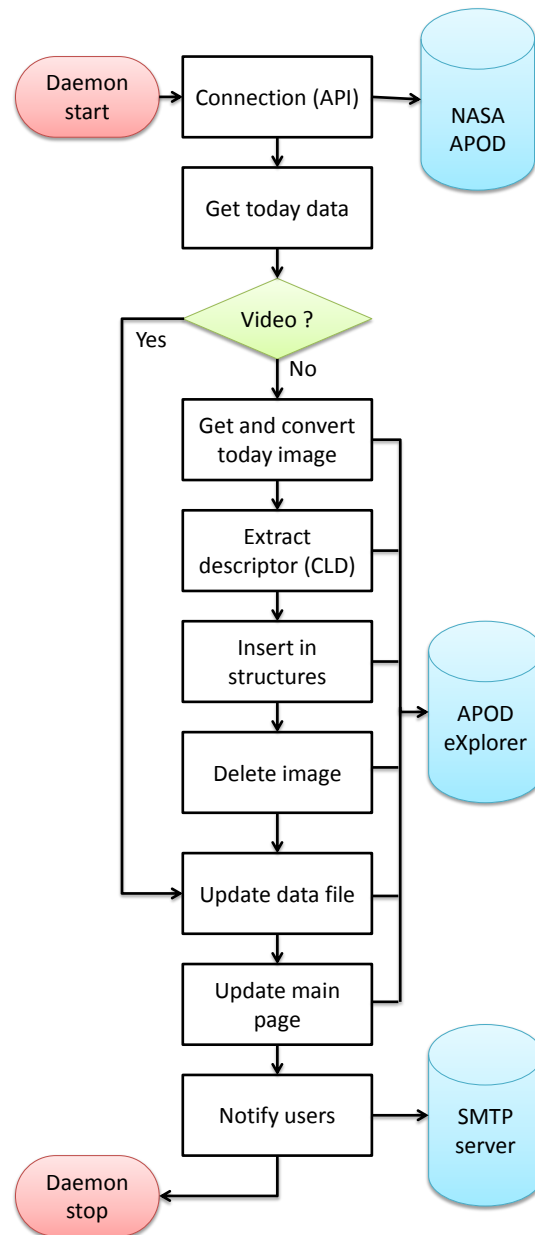 Daemon
start
Connection (API)
NASA
APOD
Get today data
Video ?
Yes
No
Get and convert
today image
Extract
descriptor (CLD)
Insert in
structures
APOD
eXplorer
Delete image
Update data file
Update main
page
Notify users
SMTP
server
Daemon
stop